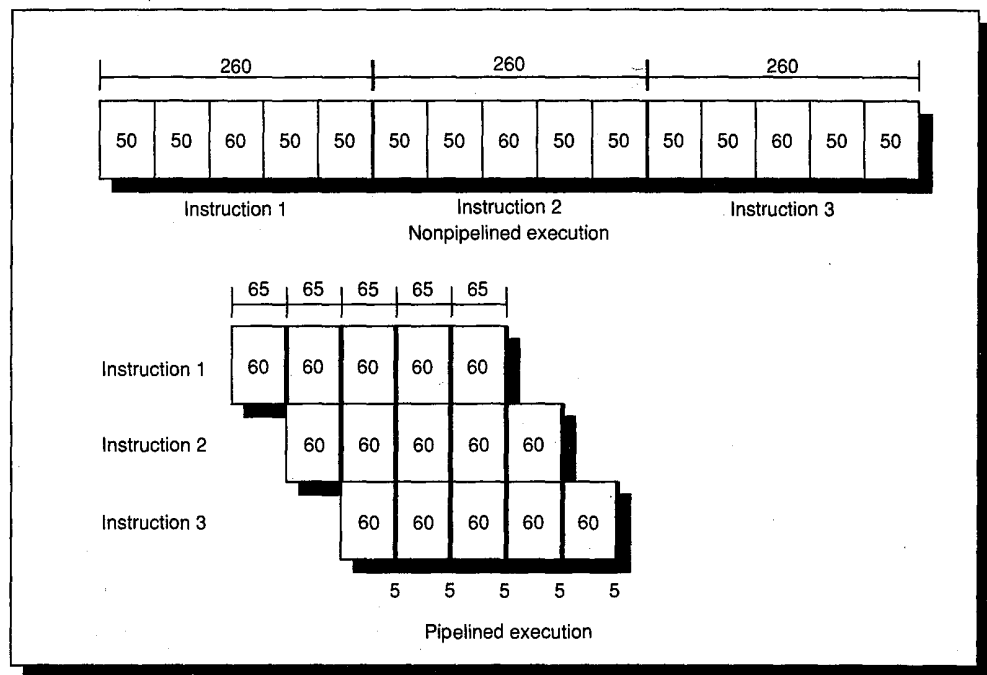 260 260 260
50 50 60 50 50 50 50 60 50 50 50 50 60 50 50
Instruction 1 Instruction 2 Instruction 3
Nonpipelined execution
65 65 65 65 65
Instruction 1 60 60 60 60 60
Instruction 2 60 60 60 60 60
Instruction 3 60 60 60 60 60
5 5 5 5 5
Pipelined execution